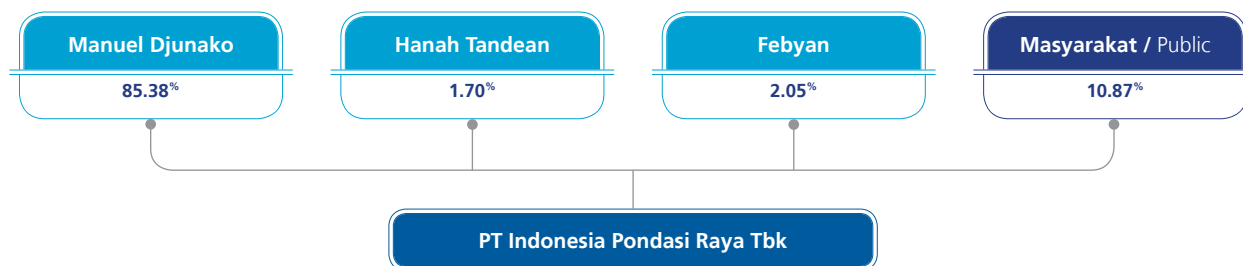 Manuel Djunako
85.38%
Hanah Tandean
1.70%
Febyan
2.05%
Masyarakat / Public
10.87%
PT Indonesia Pondasi Raya Tbk